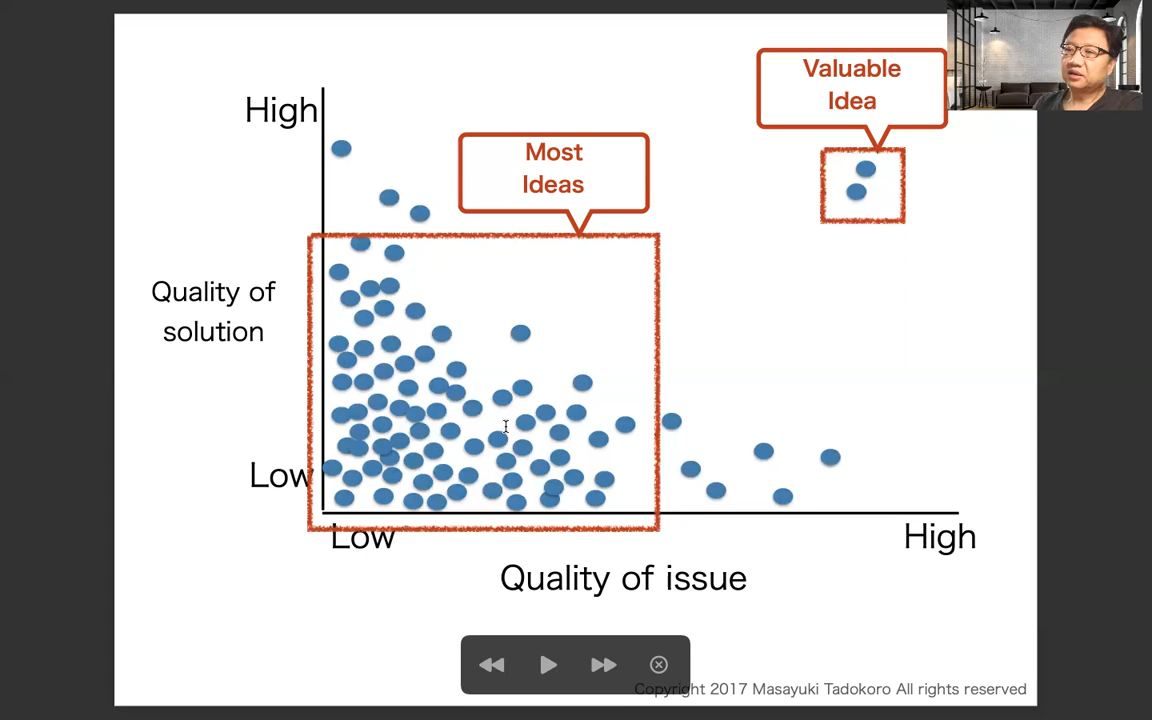 Valuable
Idea
High
Most
Ideas
Quality of
solution
Low
Low
High
Quality of issue
Copyright 2017 Masayuki Tadokoro All rights reserved